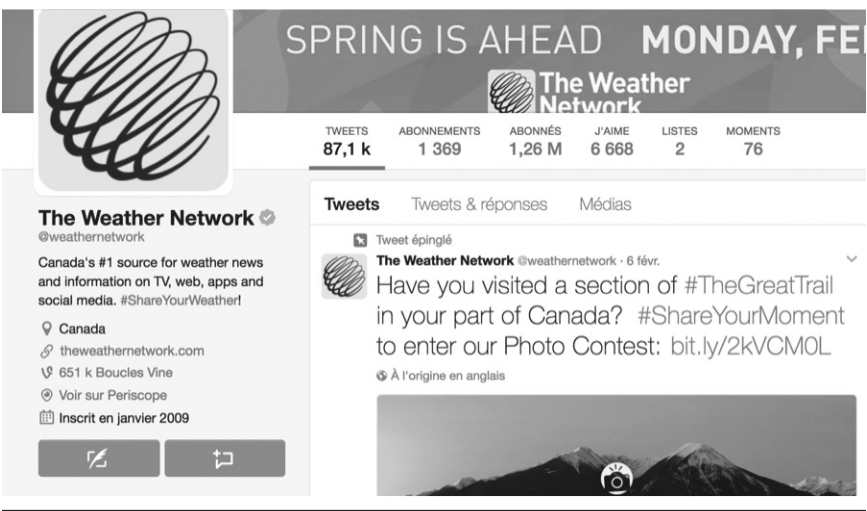 SPRING IS AHEAD MONDAY,
The Weather
Network
TWEETS ABONNEMENTS ABONNÉS J'AIME LISTES MOMENTS
87,1 k 1 369 1,26 M 6 668 2 76
The Weather Network
@weathernetwork
Canada's #1 source for weather news
and information on TV, web, apps and
social media. #ShareYourWeather!
Canada
theweathernetwork.com
651 k Boucles Vine
Voir sur Periscope
Inscrit en janvier 2009
Tweets Tweets & réponses Médias
Tweet épinglé
The Weather Network @weathernetwork · 6 févr.
Have you visited a section of #TheGreatTrail
in your part of Canada? #ShareYourMoment
to enter our Photo Contest: bit.ly/2kVCM0L
À l'origine en anglais